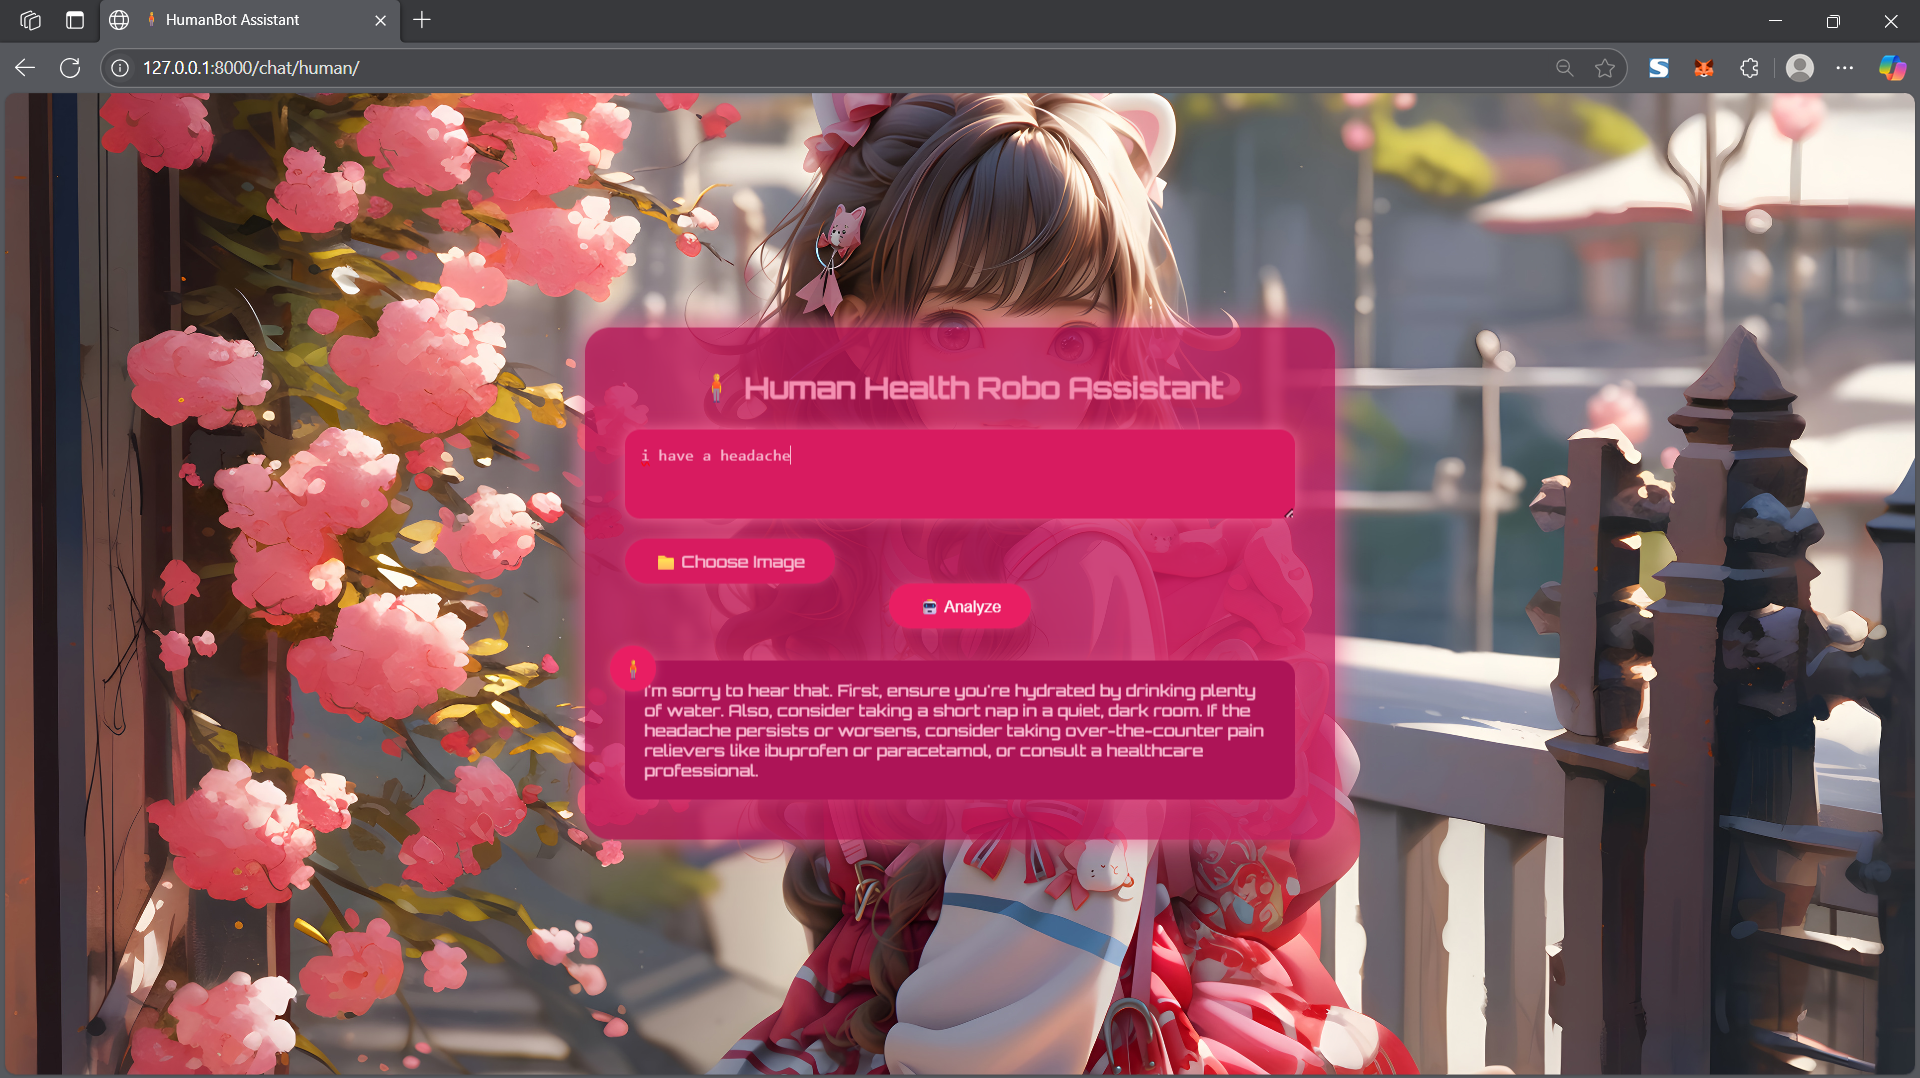 HumanBot Assistant
127.0.0.1:8000/chat/human/
Human Health Robo Assistant
i have a headache
Choose Image
Analyze
I'm sorry to hear that. First, ensure you're hydrated by drinking plenty
of water. Also, consider taking a short nap in a quiet, dark room. If the
headache persists or worsens, consider taking over-the-counter pain
relievers like ibuprofen or paracetamol, or consult a healthcare
professional.